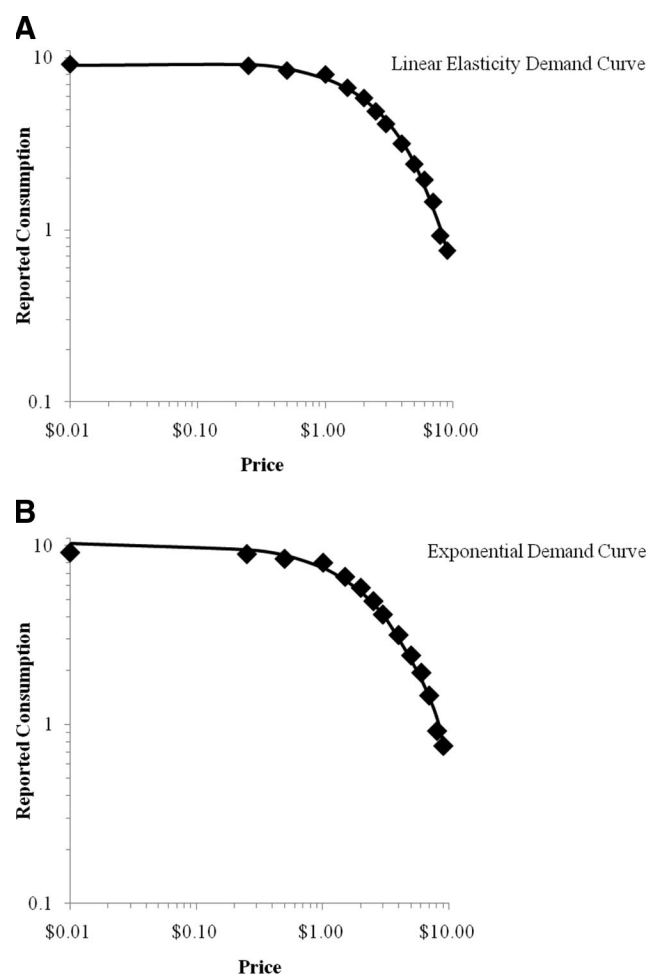 A
Linear Elasticity Demand Curve
10
1
0.1
Reported Consumption
$0.01 $0.10 $1.00 $10.00
Price
B
Exponential Demand Curve
10
1
0.1
Reported Consumption
$0.01 $0.10 $1.00 $10.00
Price